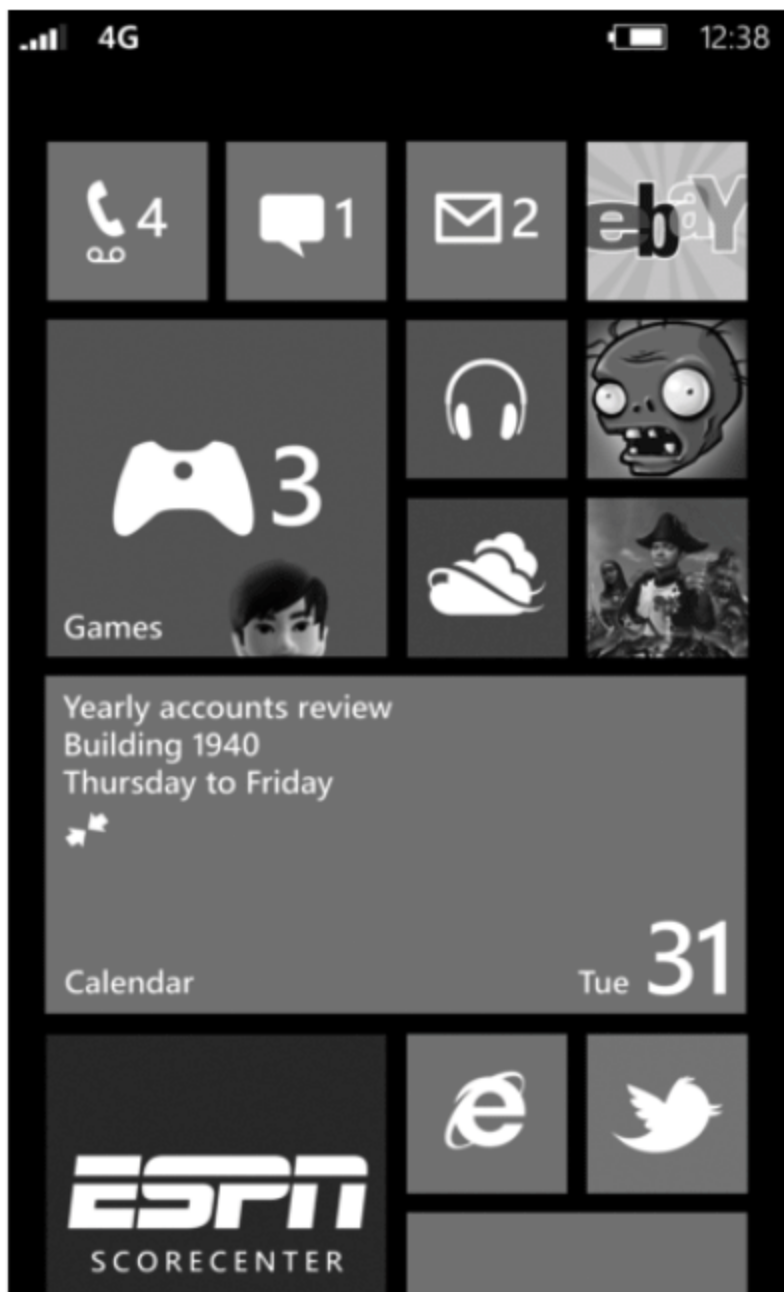 4G 12:38
4 1 2 ebaY
3
Games
Yearly accounts review
Building 1940
Thursday to Friday
Calendar Tue 31
ESPN
SCORECENTER